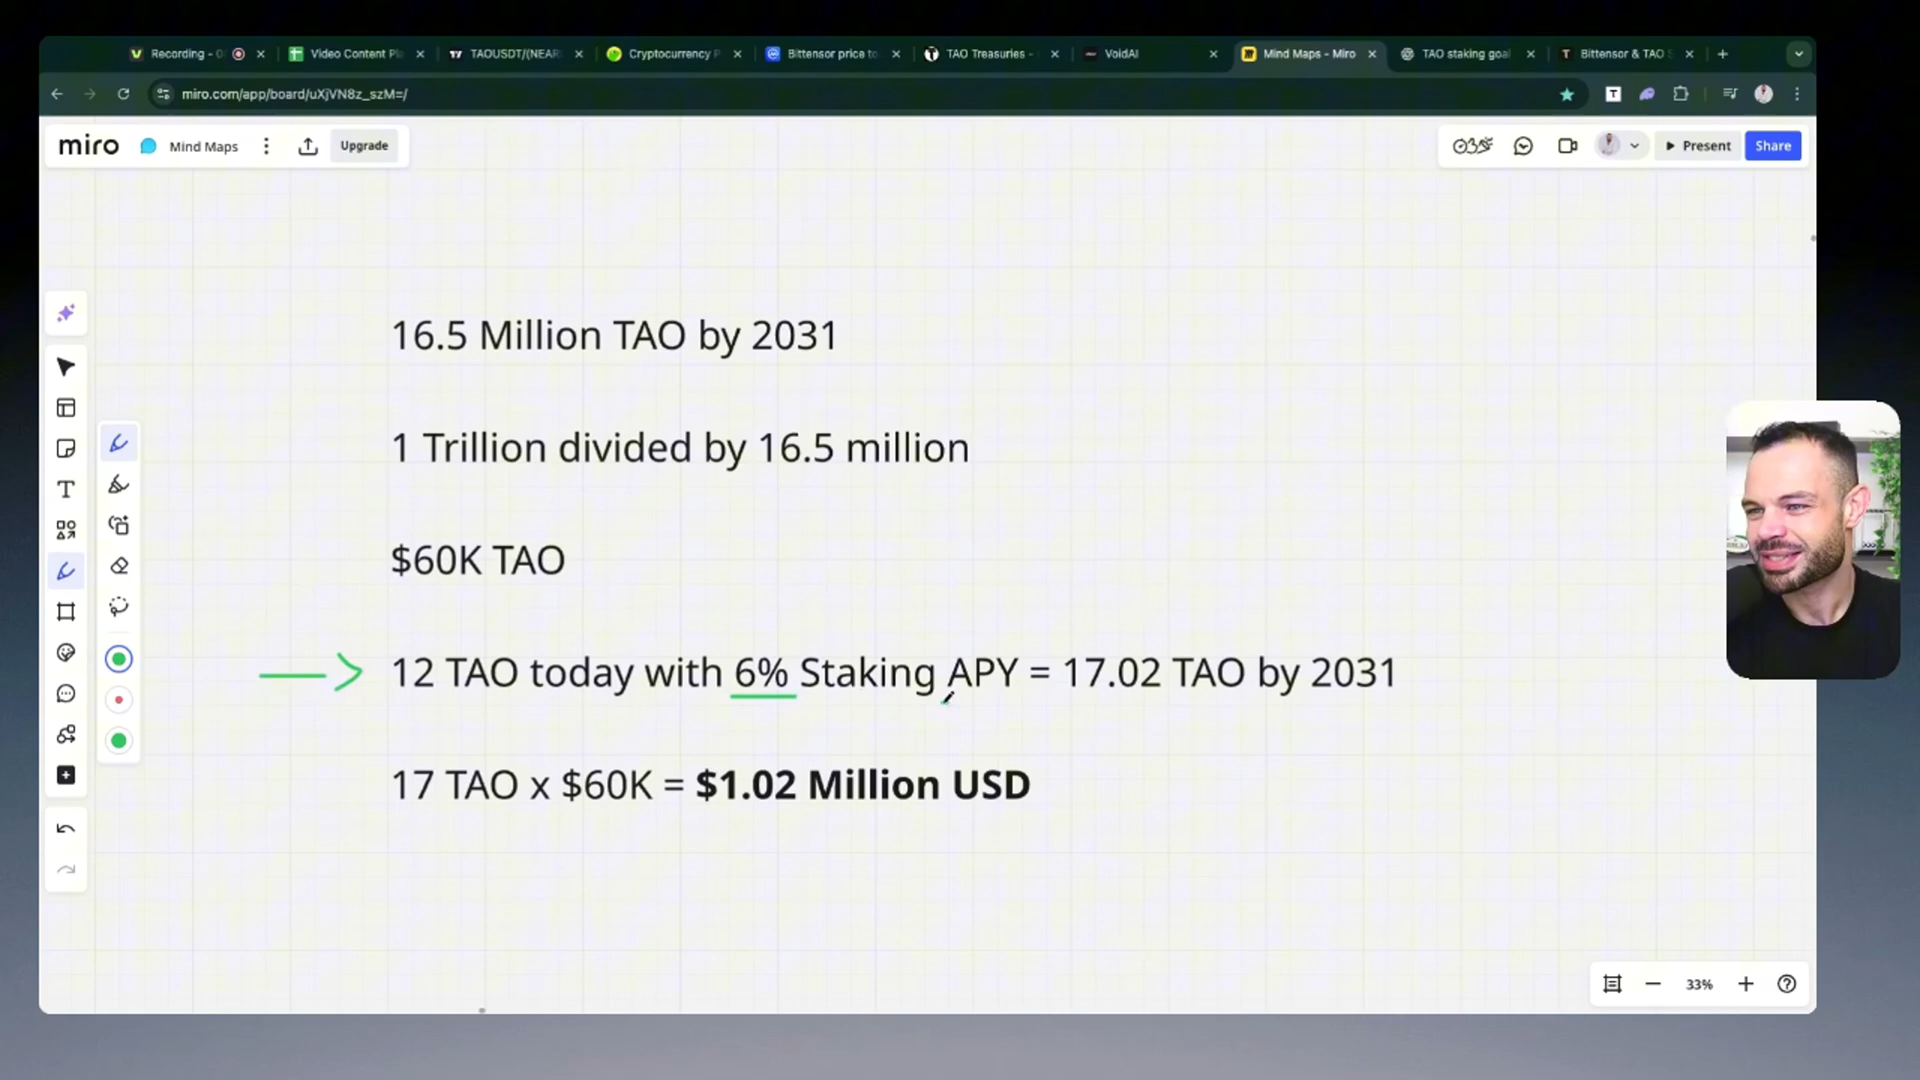 Recording - 0
Video Content Pl
TAOUSDT/(NEAR
Cryptocurrency P
Bittensor price to
TAO Treasuries -
VoidAI
Mind Maps - Miro
TAO staking goal
Bittensor & TAO S
miro.com/app/board/uXjVN8z_szM=/
miro
Mind Maps
Upgrade
Present
Share
16.5 Million TAO by 2031
1 Trillion divided by 16.5 million
$60K TAO
12 TAO today with 6% Staking APY = 17.02 TAO by 2031
17 TAO x $60K = $1.02 Million USD
33%